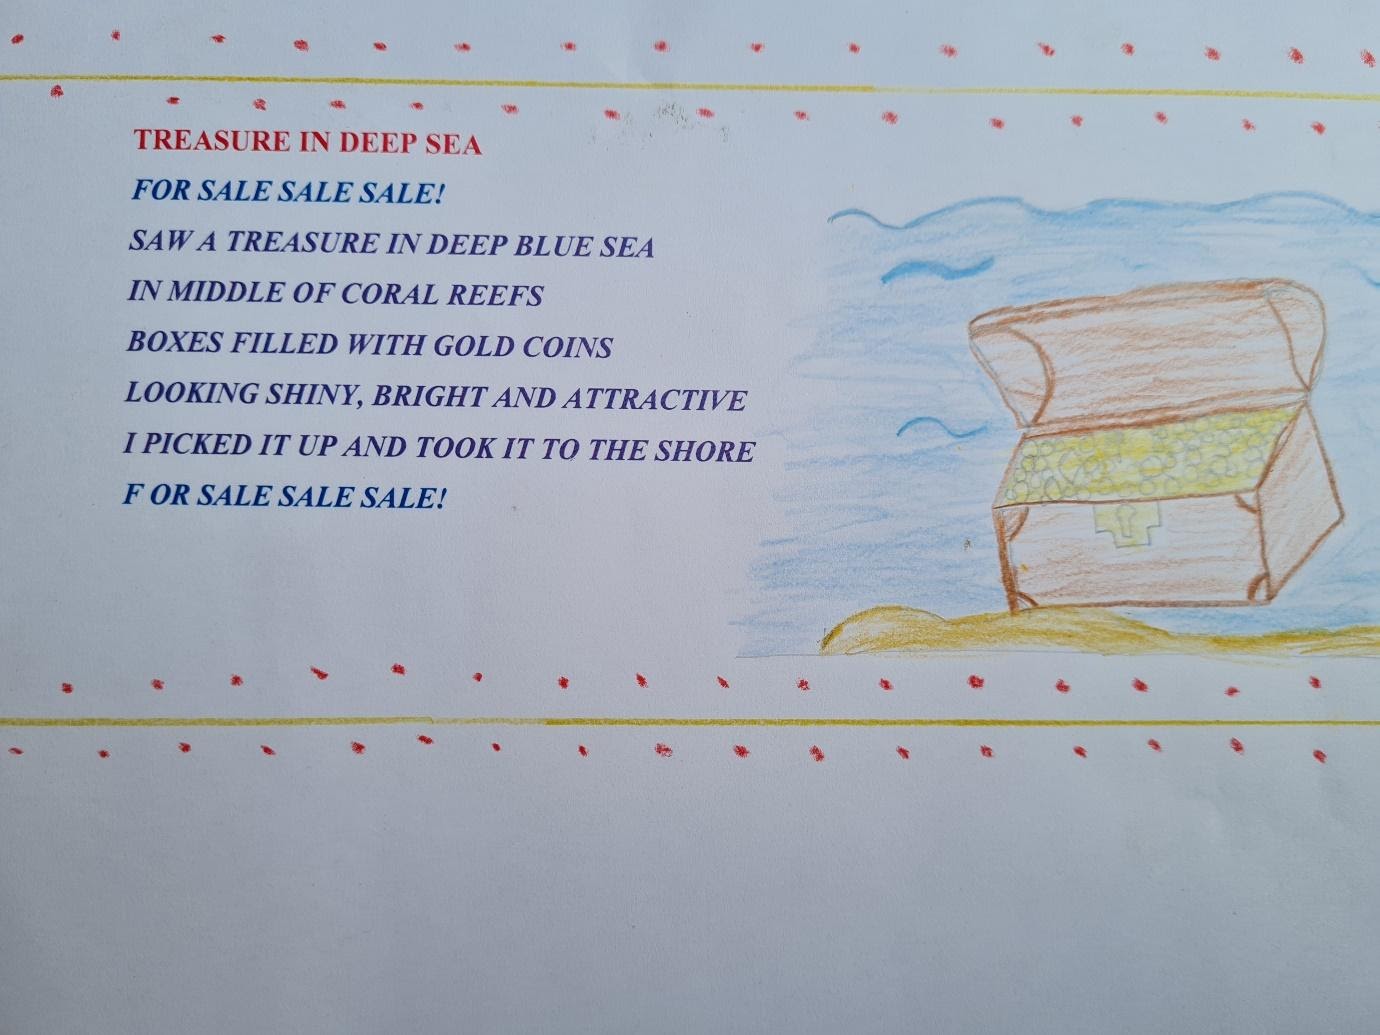 TREASURE IN DEEP SEA
FOR SALE SALE SALE!
SAW A TREASURE IN DEEP BLUE SEA
IN MIDDLE OF CORAL REEFS
BOXES FILLED WITH GOLD COINS
LOOKING SHINY, BRIGHT AND ATTRACTIVE
I PICKED IT UP AND TOOK IT TO THE SHORE
F OR SALE SALE SALE!